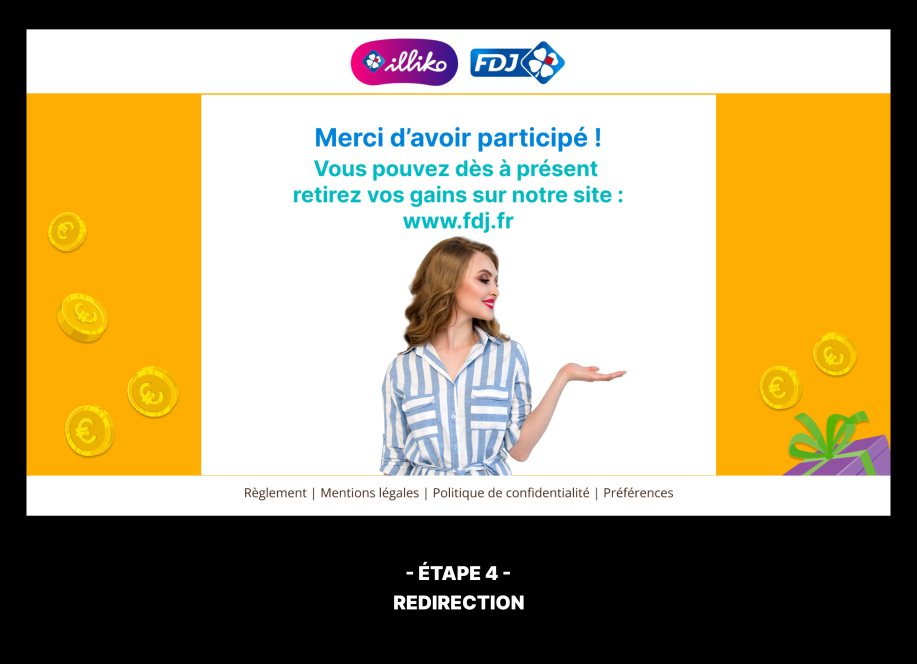 illiko FDJ
Merci d’avoir participé !
Vous pouvez dès à présent
retirez vos gains sur notre site :
www.fdj.fr
Règlement | Mentions légales | Politique de confidentialité | Préférences
- ÉTAPE 4 -
REDIRECTION